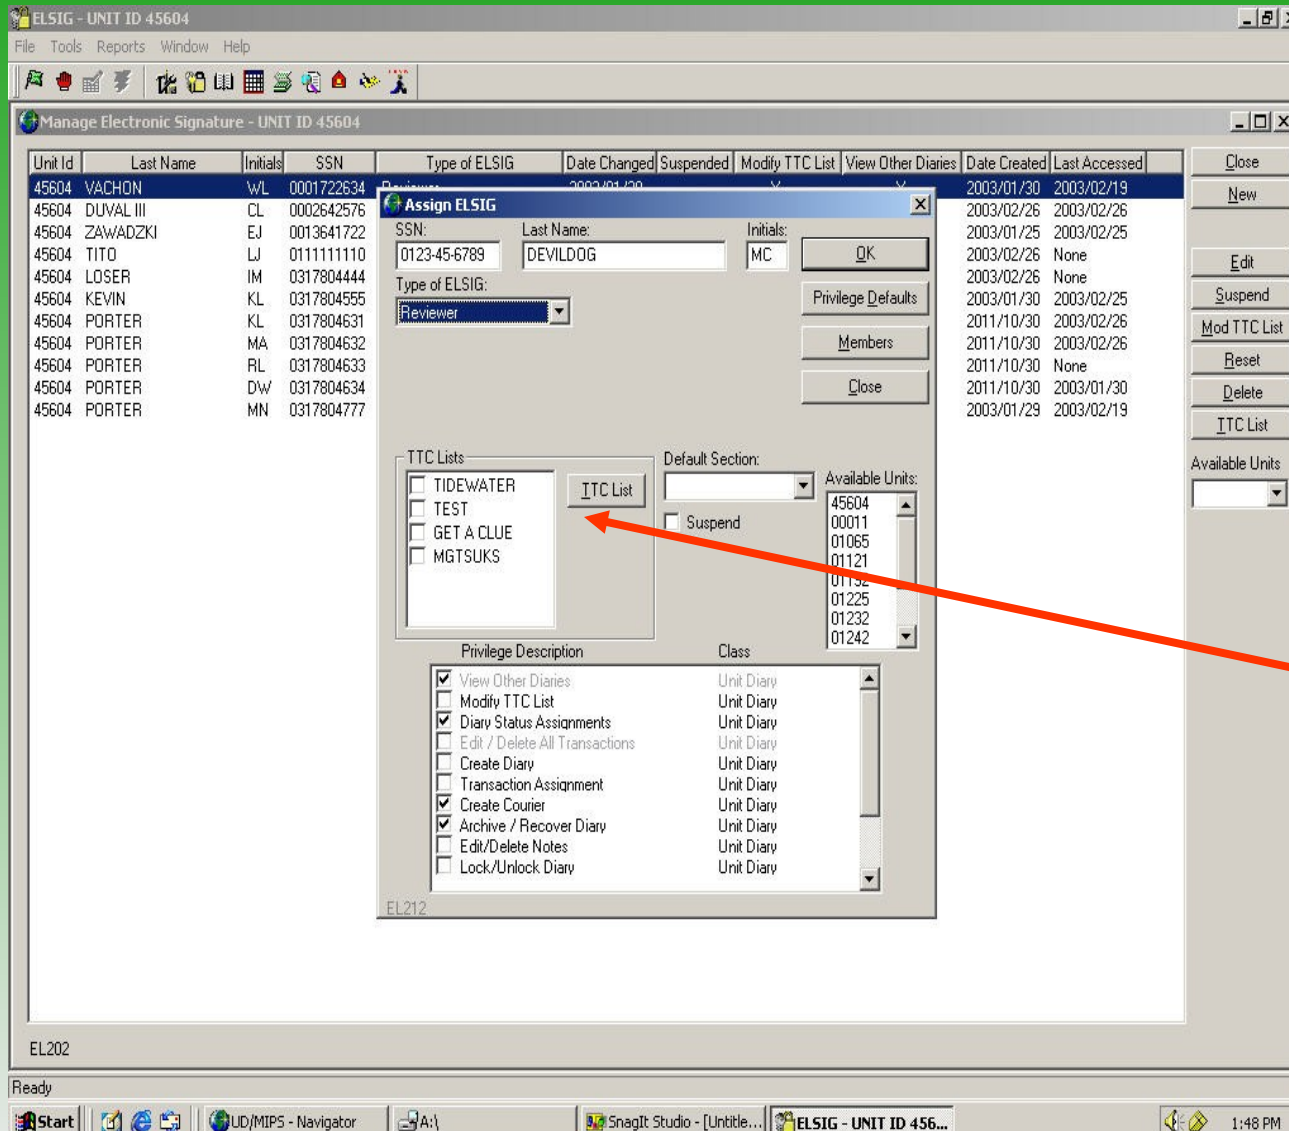 ELSIG - UNIT ID 45604
File Tools Reports Window Help
Manage Electronic Signature - UNIT ID 45604
Unit Id Last Name Initials SSN Type of ELSIG Date Changed Suspended Modify TTC List View Other Diaries Date Created Last Accessed
45604 VACHON WL 0001722634 2003/01/30 2003/02/19
45604 DUVAL III CL 0002642576 2003/02/26 2003/02/26
45604 ZAWADZKI EJ 0013641722 2003/01/25 2003/02/25
45604 TITO LJ 0111111110 2003/02/26 None
45604 LOSER IM 0317804444 2003/02/26 None
45604 KEVIN KL 0317804555 2003/01/30 2003/02/25
45604 PORTER KL 0317804631 2011/10/30 2003/02/26
45604 PORTER MA 0317804632 2011/10/30 2003/02/26
45604 PORTER RL 0317804633 2011/10/30 None
45604 PORTER DW 0317804634 2011/10/30 2003/01/30
45604 PORTER MN 0317804777 2003/01/29 2003/02/19
Close
New
Edit
Suspend
Mod TTC List
Reset
Delete
TTC List
Available Units
Assign ELSIG
SSN: Last Name: Initials:
0123-45-6789 DEVILDOG MC
Type of ELSIG:
Reviewer
OK
Privilege Defaults
Members
Close
TTC Lists
TIDEWATER
TEST
GET A CLUE
MGTSUKS
TTC List
Default Section:
Suspend
Available Units:
45604
00011
01065
01121
01152
01225
01232
01242
Privilege Description Class
View Other Diaries Unit Diary
Modify TTC List Unit Diary
Diary Status Assignments Unit Diary
Edit / Delete All Transactions Unit Diary
Create Diary Unit Diary
Transaction Assignment Unit Diary
Create Courier Unit Diary
Archive / Recover Diary Unit Diary
Edit/Delete Notes Unit Diary
Lock/Unlock Diary Unit Diary
EL212
EL202
Ready
Start UD/MIPS - Navigator A:\ SnagIt Studio - [Untitle... ELSIG - UNIT ID 456... 1:48 PM